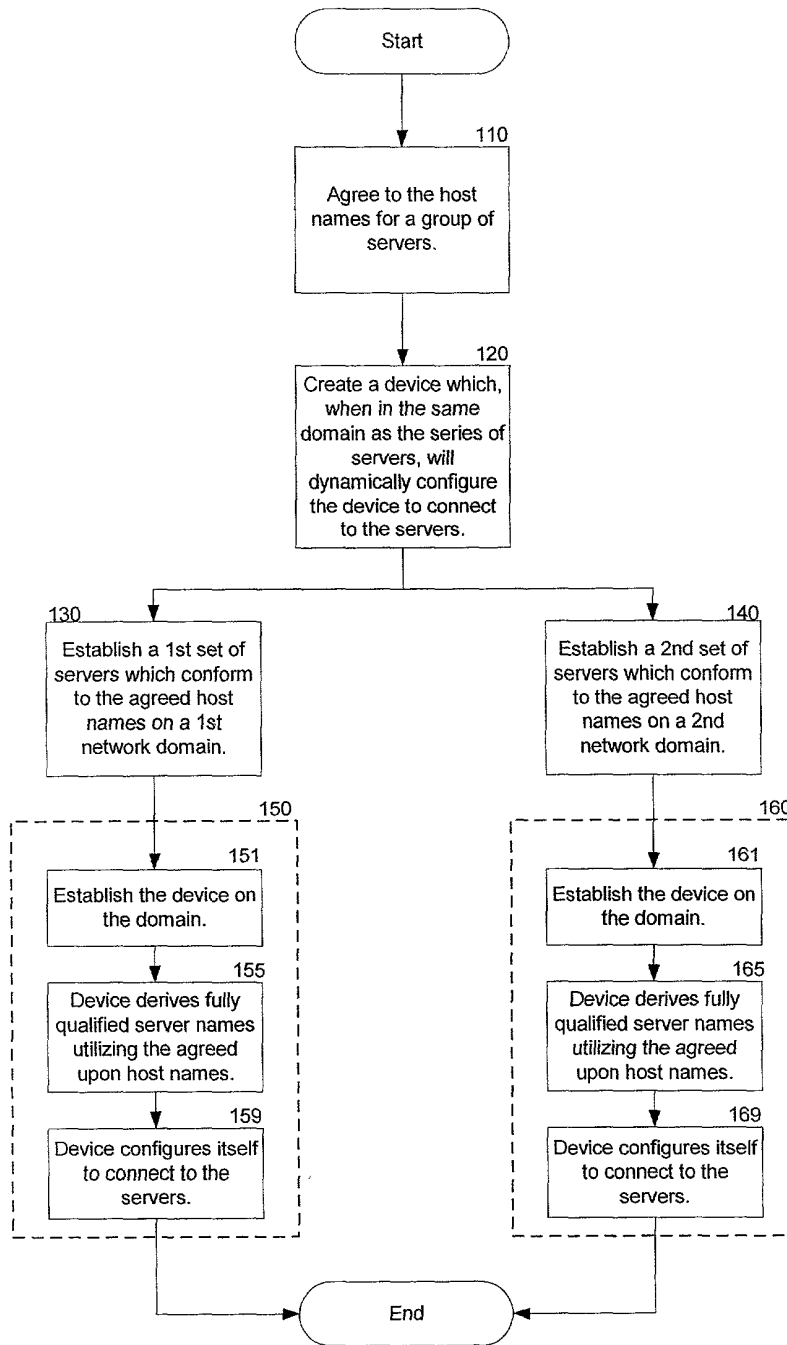 Start
110
Agree to the host
names for a group of
servers.
120
Create a device which,
when in the same
domain as the series of
servers, will
dynamically configure
the device to connect
to the servers.
130
Establish a 1st set of
servers which conform
to the agreed host
names on a 1st
network domain.
140
Establish a 2nd set of
servers which conform
to the agreed host
names on a 2nd
network domain.
150
151
Establish the device on
the domain.
155
Device derives fully
qualified server names
utilizing the agreed
upon host names.
159
Device configures itself
to connect to the
servers.
160
161
Establish the device on
the domain.
165
Device derives fully
qualified server names
utilizing the agreed
upon host names.
169
Device configures itself
to connect to the
servers.
End